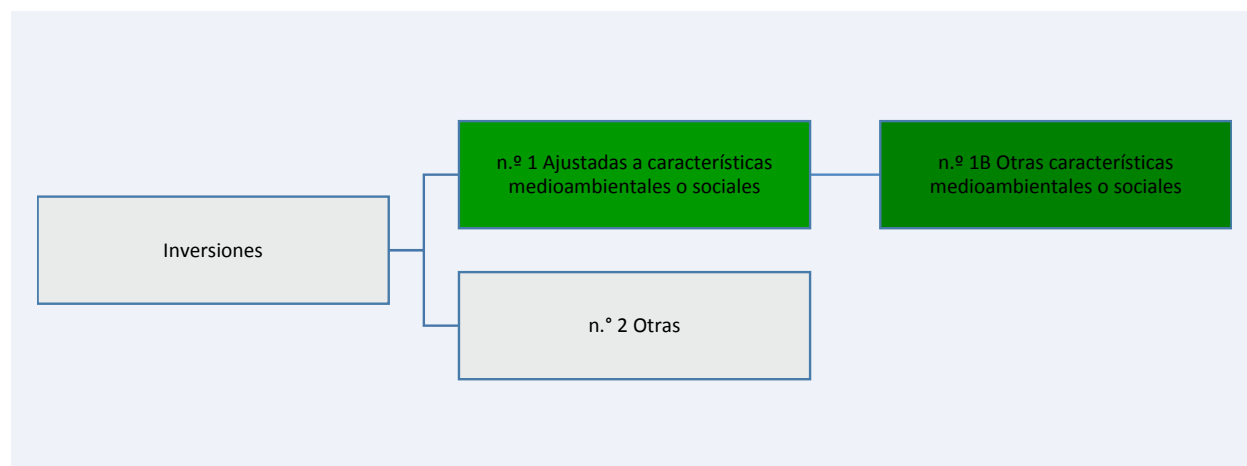 Inversiones
n.º 1 Ajustadas a características
medioambientales o sociales
n.º 1B Otras características
medioambientales o sociales
n.° 2 Otras